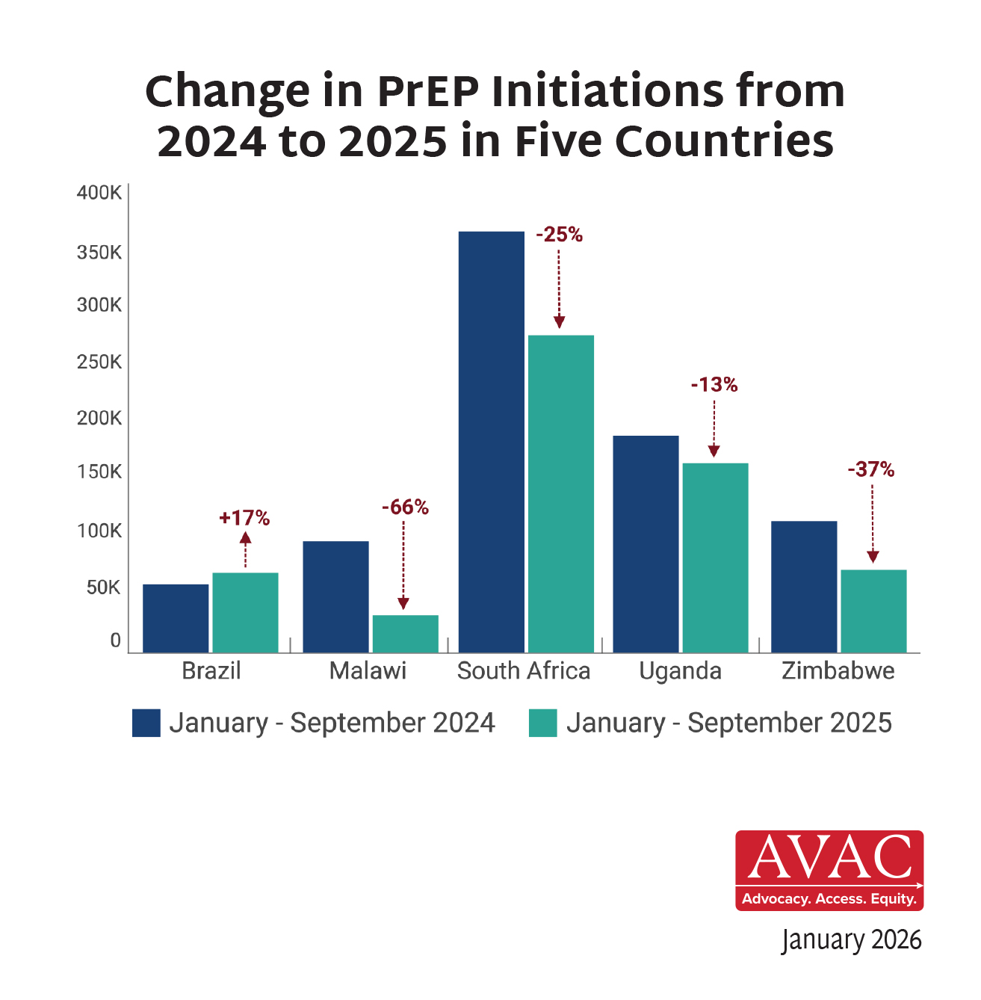 Change in PrEP Initiations from
2024 to 2025 in Five Countries
400K
350K
300K
250K
200K
150K
100K
50K
0
+17%
-66%
-25%
-13%
-37%
Brazil
Malawi
South Africa
Uganda
Zimbabwe
January - September 2024
January - September 2025
AVAC
Advocacy. Access. Equity.
January 2026